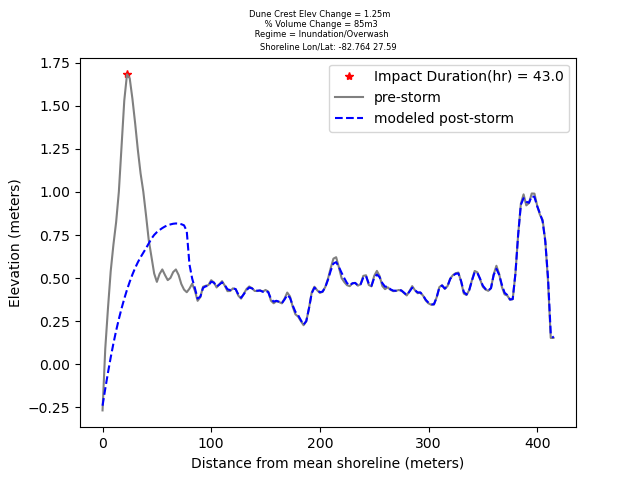 Dune Crest Elev Change = 1.25m
% Volume Change = 85m3
Regime = Inundation/Overwash
Shoreline Lon/Lat: -82.764 27.59
Impact Duration(hr) = 43.0
pre-storm
modeled post-storm
Elevation (meters)
1.75
1.50
1.25
1.00
0.75
0.50
0.25
0.00
−0.25
0
100
200
300
400
Distance from mean shoreline (meters)